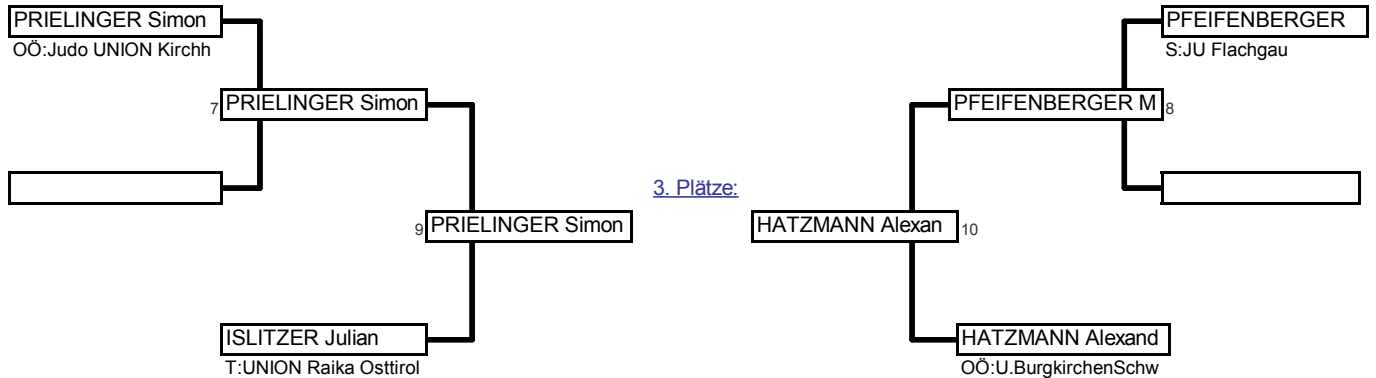 PRIELINGER Simon
OÖ:Judo UNION Kirchh
7 PRIELINGER Simon
9 PRIELINGER Simon
ISLITZER Julian
T:UNION Raika Osttirol
3. Plätze:
PFEIFENBERGER
S:JU Flachgau
PFEIFENBERGER M 8
HATZMANN Alexan 10
HATZMANN Alexand
OÖ:U.BurgkirchenSchw